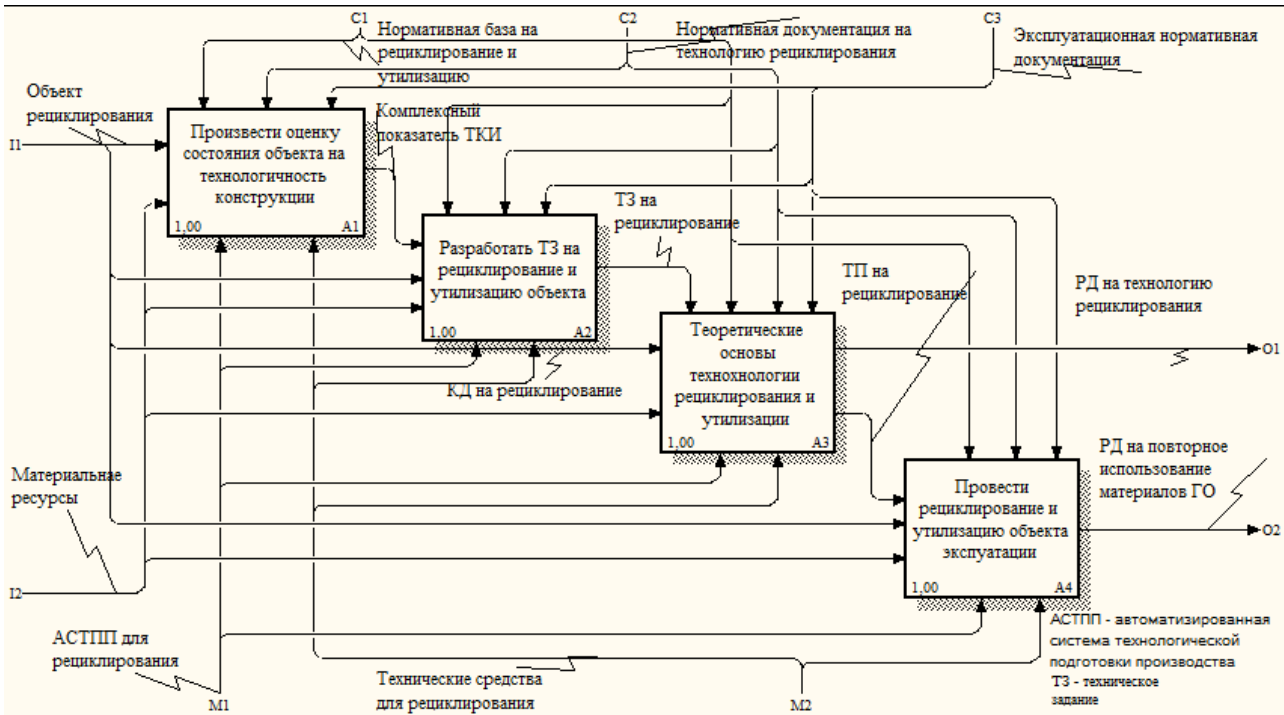 C1
C2
C3
Нормативная база на
рециклирование и
утилизацию
Нормативная документация на
технологию рециклирования
Эксплуатационная нормативная
документация
Объект
рециклирования
I1
Комплексный
показатель ТКИ
Произвести оценку
состояния объекта на
технологичность
конструкции
1,00
A1
ТЗ на
рециклирование
Разработать ТЗ на
рециклирование и
утилизацию объекта
1,00
A2
ТП на
рециклирование
РД на технологию
рециклирования
Теоретические
основы
технохнологии
рециклирования и
утилизации
1,00
A3
O1
КД на рециклирование
Материальнае
ресурсы
I2
РД на повторное
использование
материалов ГО
Провести
рециклирование и
утилизацию объекта
экспуатации
1,00
A4
O2
АСТПП для
рециклирования
M1
Технические средства
для рециклирования
M2
АСТПП - автоматизированная
система технологической
подготовки производства
ТЗ - техническое
задание